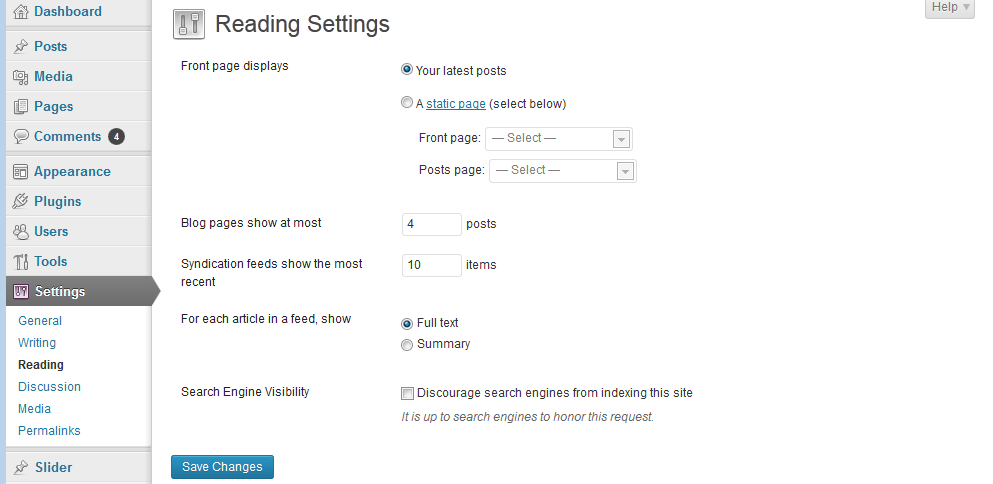 Dashboard
Posts
Media
Pages
Comments 4
Appearance
Plugins
Users
Tools
Settings
General
Writing
Reading
Discussion
Media
Permalinks
Slider
Help
Reading Settings
Front page displays
Your latest posts
A static page (select below)
Front page: — Select —
Posts page: — Select —
Blog pages show at most 4 posts
Syndication feeds show the most
recent
10 items
For each article in a feed, show
Full text
Summary
Search Engine Visibility
Discourage search engines from indexing this site
It is up to search engines to honor this request.
Save Changes